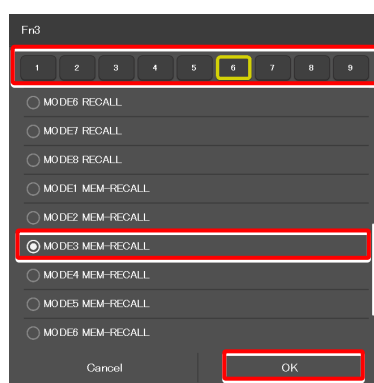 Fn3
1 2 3 4 5 6 7 8 9
MODE6 RECALL
MODE7 RECALL
MODE8 RECALL
MODE1 MEM-RECALL
MODE2 MEM-RECALL
MODE3 MEM-RECALL
MODE4 MEM-RECALL
MODE5 MEM-RECALL
MODE6 MEM-RECALL
Cancel OK